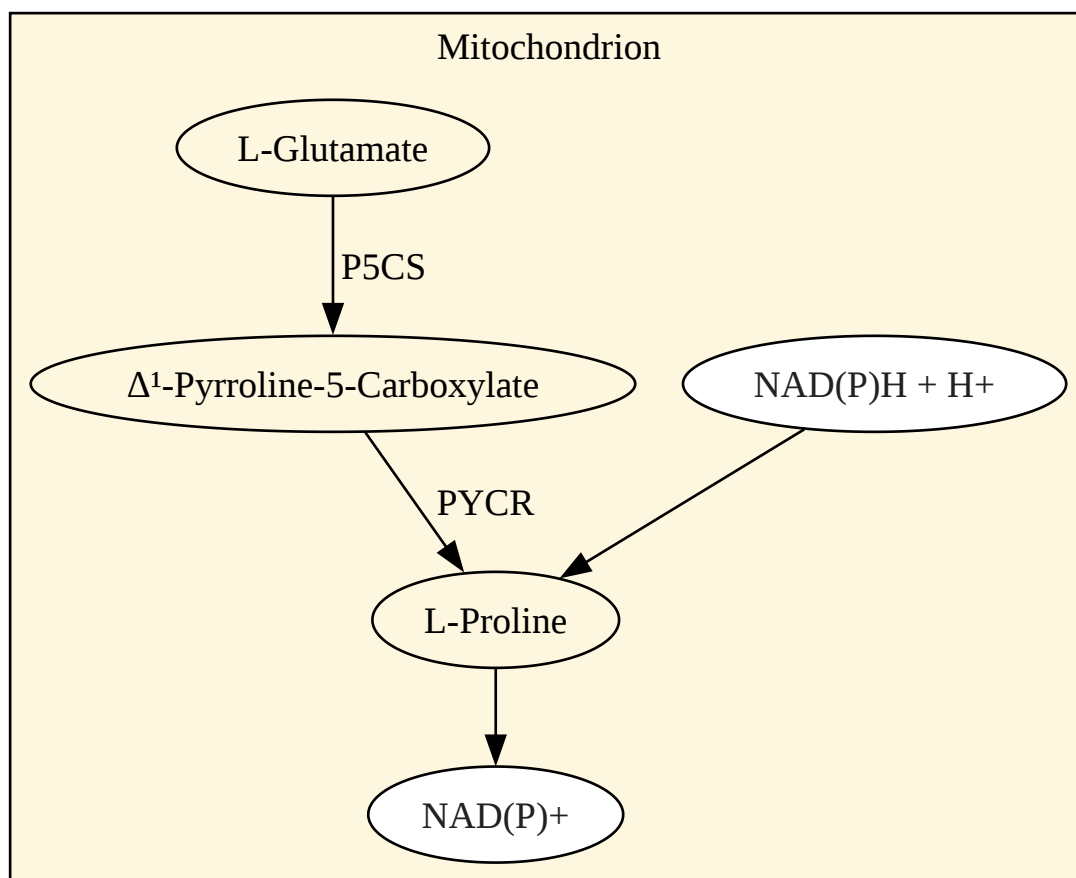 Mitochondrion
L-Glutamate
P5CS
Δ¹-Pyrroline-5-Carboxylate
NAD(P)H + H+
PYCR
L-Proline
NAD(P)+